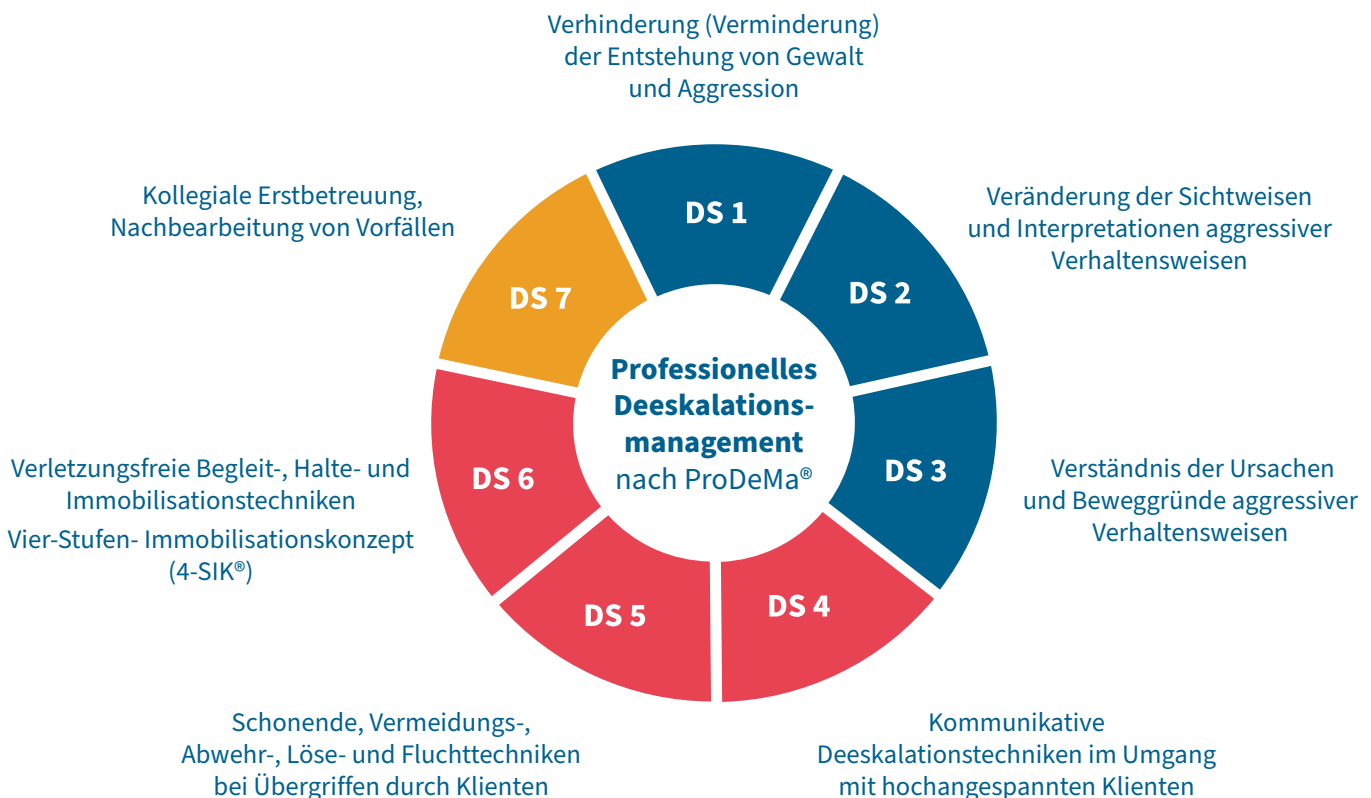 Verhinderung (Verminderung)
der Entstehung von Gewalt
und Aggression
DS 1
Veränderung der Sichtweisen
und Interpretationen aggressiver
Verhaltensweisen
DS 2
Verständnis der Ursachen
und Beweggründe aggressiver
Verhaltensweisen
DS 3
Kommunikative
Deeskalationstechniken im Umgang
mit hochangespannten Klienten
DS 4
Schonende, Vermeidungs-,
Abwehr-, Löse- und Fluchttechniken
bei Übergriffen durch Klienten
DS 5
Verletzungsfreie Begleit-, Halte- und
Immobilisationstechniken
Vier-Stufen- Immobilisationskonzept
(4-SIK®)
DS 6
Kollegiale Erstbetreuung,
Nachbearbeitung von Vorfällen
DS 7
Professionelles
Deeskalations-
management
nach ProDeMa®